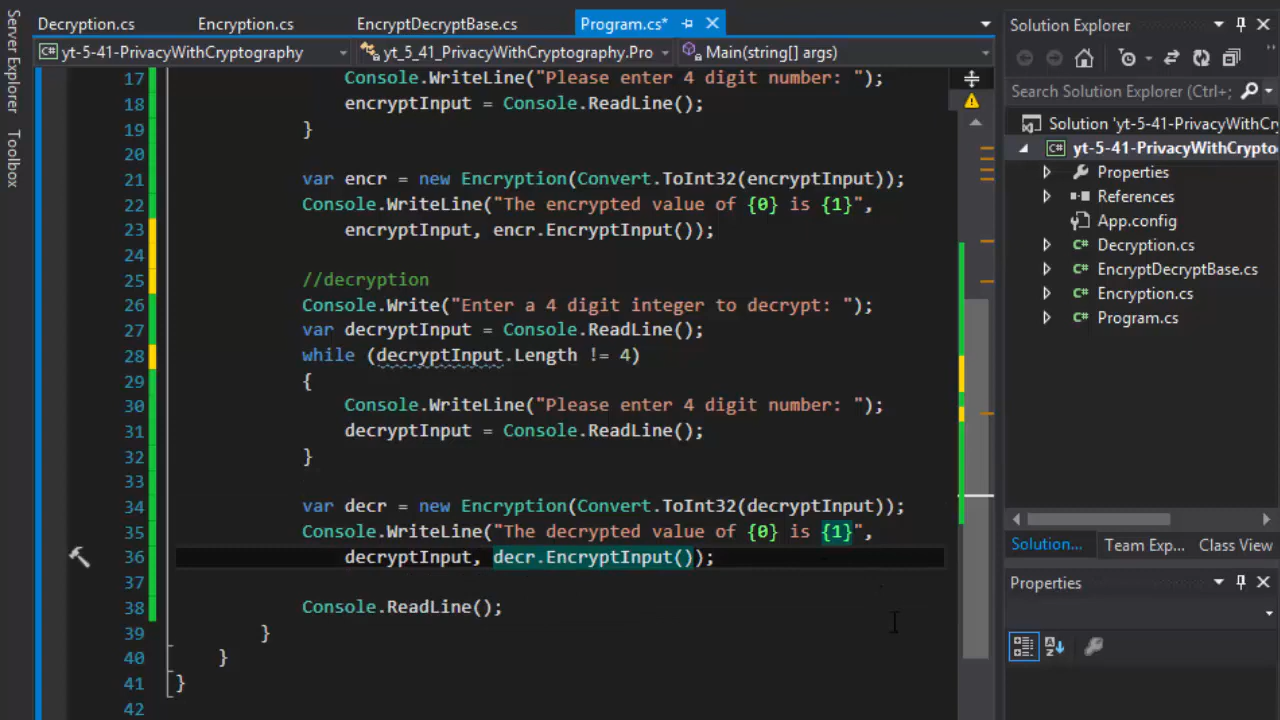 Server Explorer
Toolbox
Decryption.cs
Encryption.cs
EncryptDecryptBase.cs
Program.cs*
yt-5-41-PrivacyWithCryptography
yt_5_41_PrivacyWithCryptography.Pro
Main(string[] args)
17 Console.WriteLine("Please enter 4 digit number: ");
18 encryptInput = Console.ReadLine();
19 }
20
21 var encr = new Encryption(Convert.ToInt32(encryptInput));
22 Console.WriteLine("The encrypted value of {0} is {1}",
23 encryptInput, encr.EncryptInput());
24
25 //decryption
26 Console.Write("Enter a 4 digit integer to decrypt: ");
27 var decryptInput = Console.ReadLine();
28 while (decryptInput.Length != 4)
29 {
30 Console.WriteLine("Please enter 4 digit number: ");
31 decryptInput = Console.ReadLine();
32 }
33
34 var decr = new Encryption(Convert.ToInt32(decryptInput));
35 Console.WriteLine("The decrypted value of {0} is {1}",
36 decryptInput, decr.EncryptInput());
37
38 Console.ReadLine();
39 }
40 }
41 }
42
Solution Explorer
Search Solution Explorer (Ctrl+;
Solution 'yt-5-41-PrivacyWithCry
C# yt-5-41-PrivacyWithCrypto
Properties
References
App.config
C# Decryption.cs
C# EncryptDecryptBase.cs
C# Encryption.cs
C# Program.cs
Solution...
Team Exp...
Class View
Properties